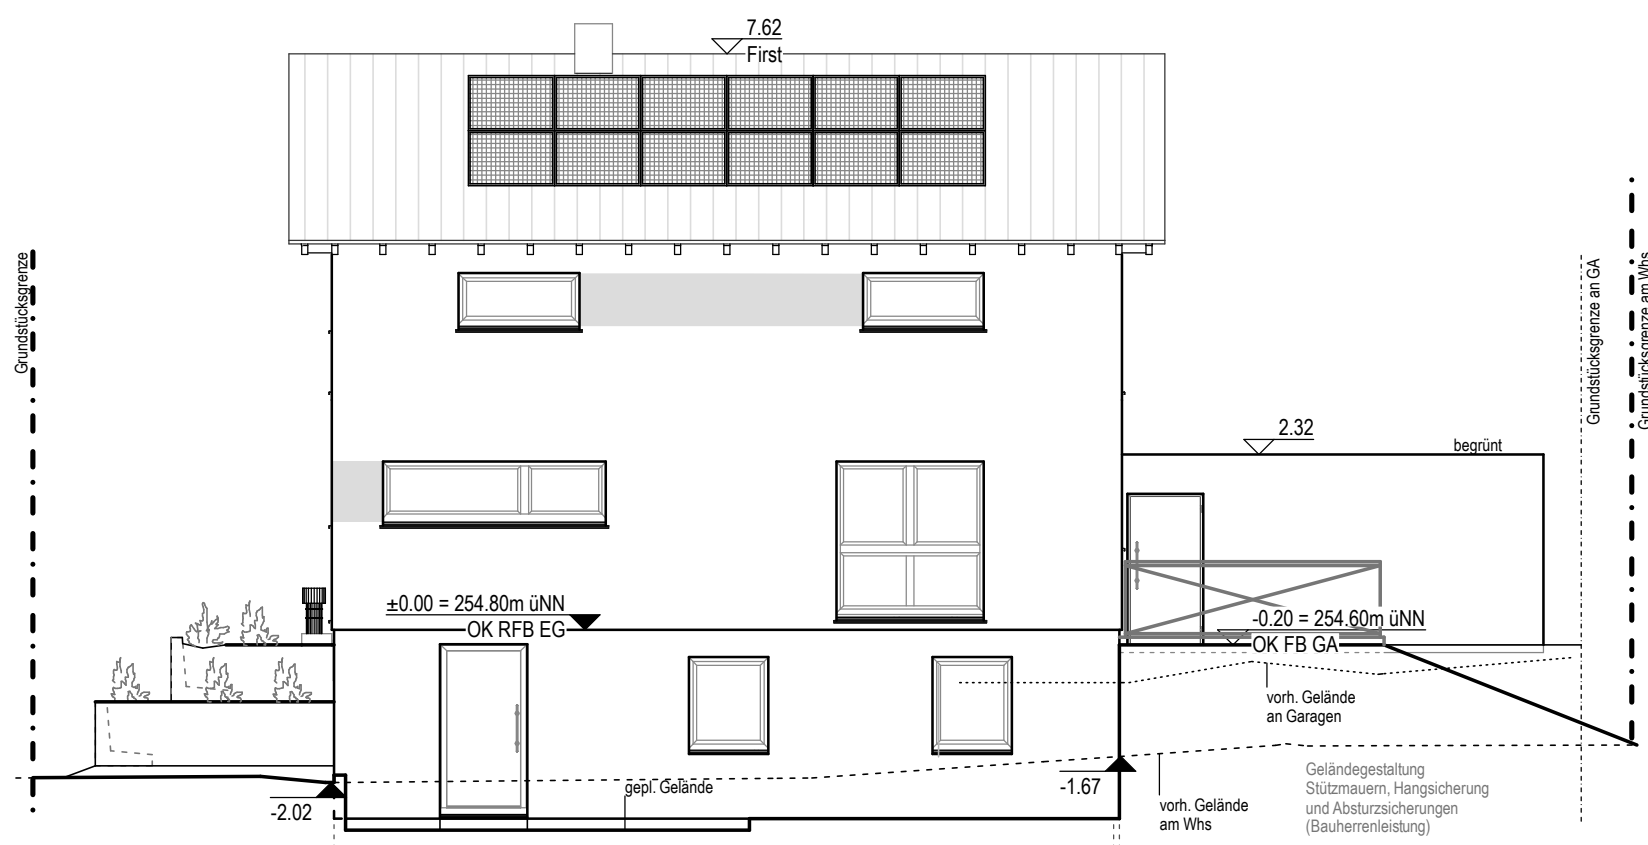 7.62
First
Grundstücksgrenze
Grundstücksgrenze an GA
Grundstücksgrenze am Whs
2.32
begrünt
±0.00 = 254.80m üNN
OK RFB EG
-0.20 = 254.60m üNN
OK FB GA
vorh. Gelände
an Garagen
-2.02
gepl. Gelände
-1.67
vorh. Gelände
am Whs
Geländegestaltung
Stützmauern, Hangsicherung
und Absturzsicherungen
(Bauherrenleistung)